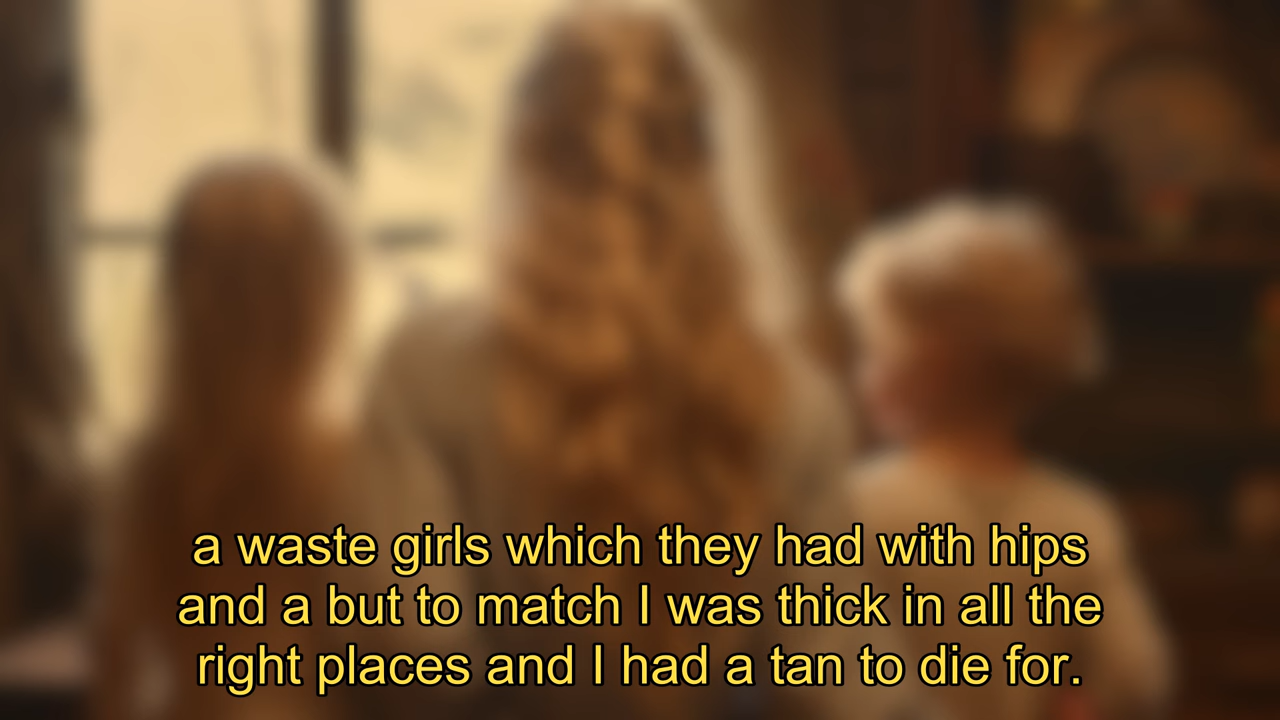 a waste girls which they had with hips
and a but to match I was thick in all the
right places and I had a tan to die for.